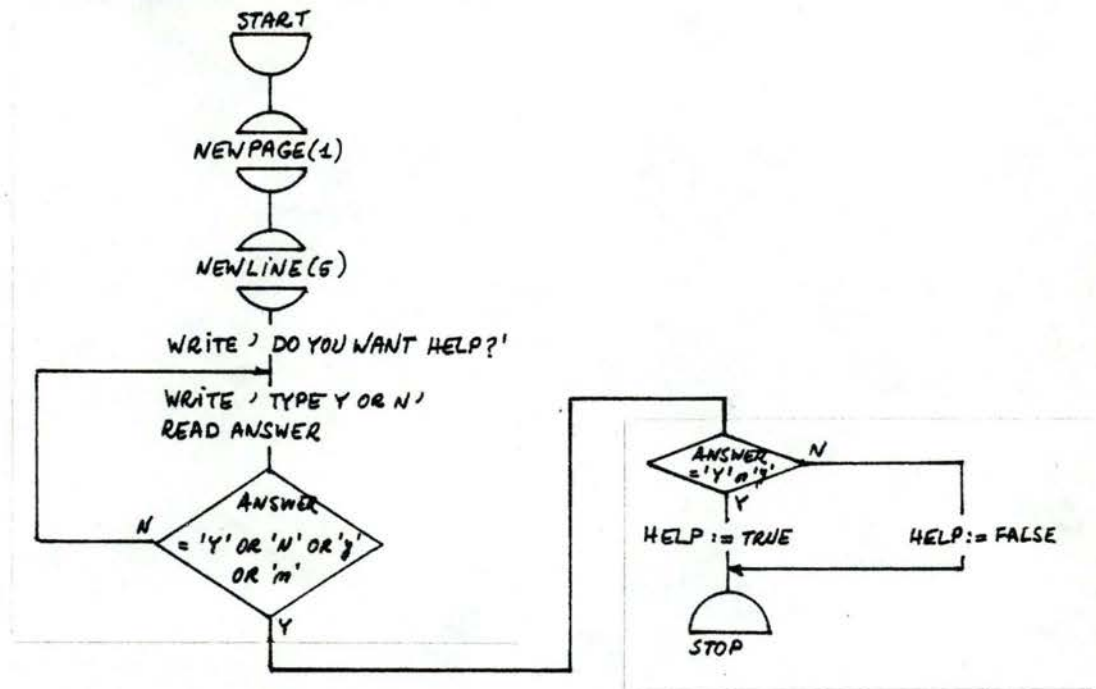 START
NEWPAGE(1)
NEWLINE(5)
WRITE ' DO YOU WANT HELP?'
WRITE ' TYPE Y OR N'
READ ANSWER
ANSWER
= 'Y' OR 'N' OR 'y'
OR 'n'
N
Y
ANSWER
= 'Y' or 'y'
N
Y
HELP := TRUE
HELP := FALSE
STOP